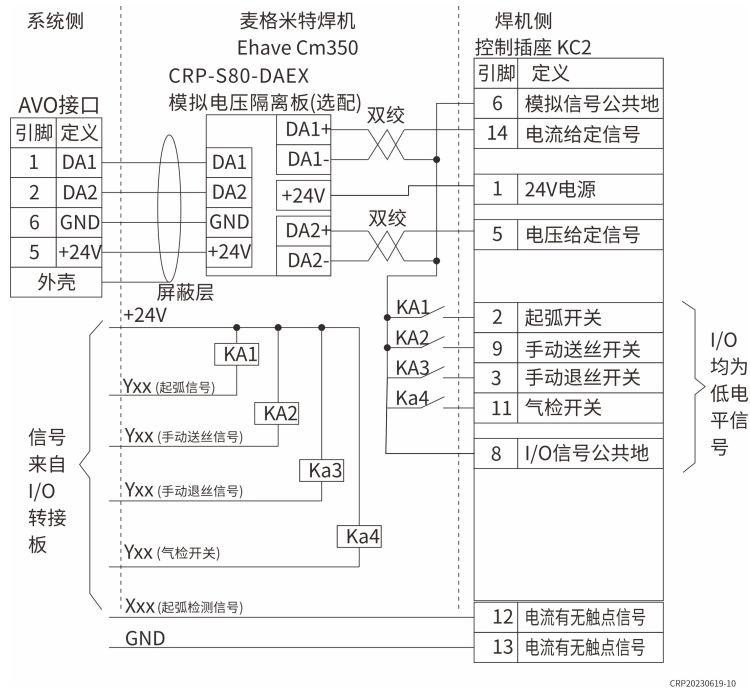 系统侧
麦格米特焊机
Ehave Cm350
焊机侧
控制插座 KC2
CRP-S80-DAEX
模拟电压隔离板(选配)
AVO接口
引脚 定义
1 DA1
2 DA2
6 GND
5 +24V
外壳
屏蔽层
DA1
DA2
GND
+24V
DA1+
DA1-
+24V
DA2+
DA2-
双绞
双绞
引脚 定义
6 模拟信号公共地
14 电流给定信号
1 24V电源
5 电压给定信号
2 起弧开关
9 手动送丝开关
3 手动退丝开关
11 气检开关
8 I/O信号公共地
12 电流有无触点信号
13 电流有无触点信号
KA1
KA2
KA3
Ka4
I/O
均为
低电
平信
号
+24V
KA1
Yxx (起弧信号)
KA2
Yxx (手动送丝信号)
Ka3
Yxx (手动退丝信号)
Ka4
Yxx (气检开关)
Xxx (起弧检测信号)
GND
信号
来自
I/O
转接
板
CRP20230619-10